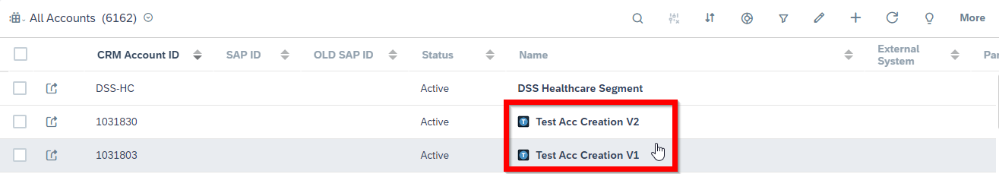 All Accounts (6162)
More
CRM Account ID
SAP ID
OLD SAP ID
Status
Name
External
System
Par
DSS-HC
Active
DSS Healthcare Segment
1031830
Active
T
Test Acc Creation V2
1031803
Active
T
Test Acc Creation V1